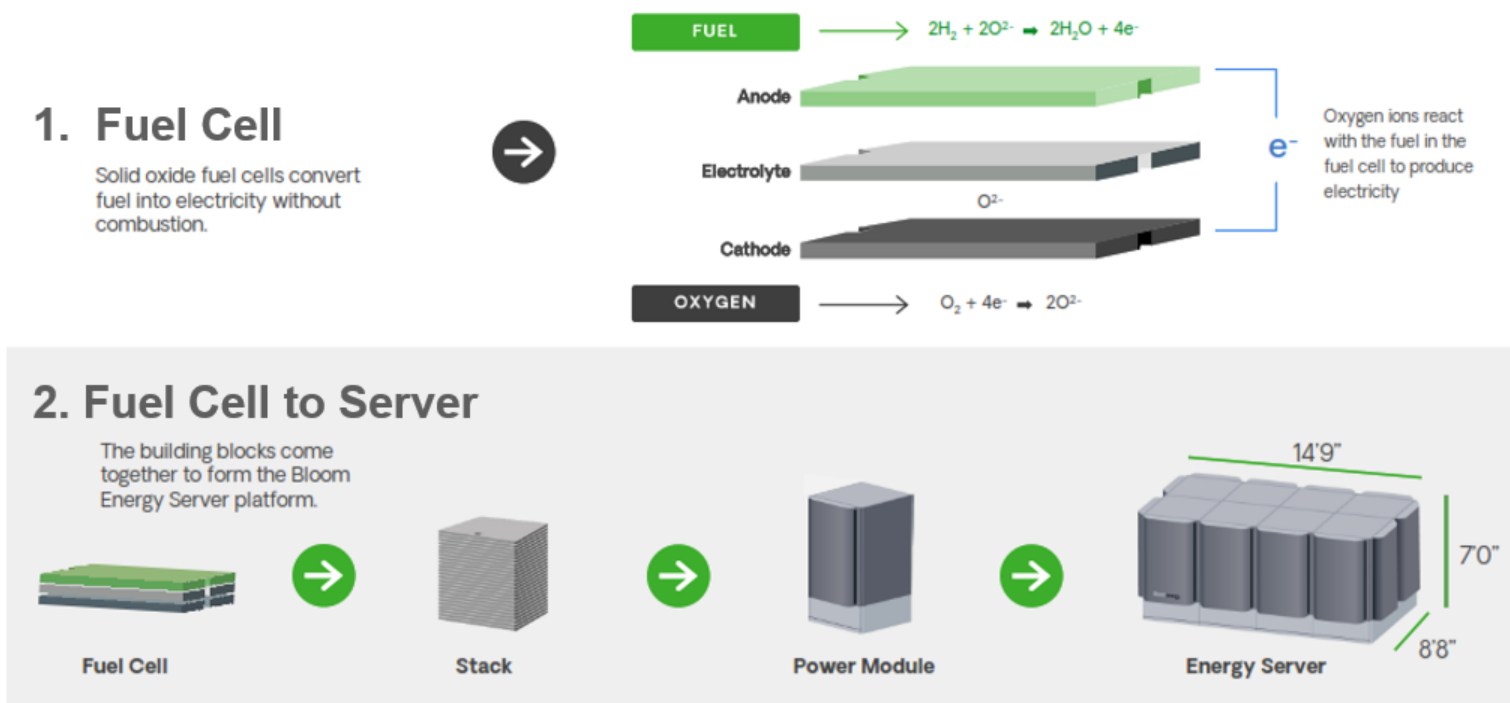 FUEL
2H₂ + 2O²⁻ ➡ 2H₂O + 4e⁻
1. Fuel Cell
Solid oxide fuel cells convert
fuel into electricity without
combustion.
Anode
Electrolyte
O²⁻
Cathode
e⁻
Oxygen ions react
with the fuel in the
fuel cell to produce
electricity
OXYGEN
O₂ + 4e⁻ ➡ 2O²⁻
2. Fuel Cell to Server
The building blocks come
together to form the Bloom
Energy Server platform.
14'9"
7'0"
8'8"
Fuel Cell
Stack
Power Module
Energy Server